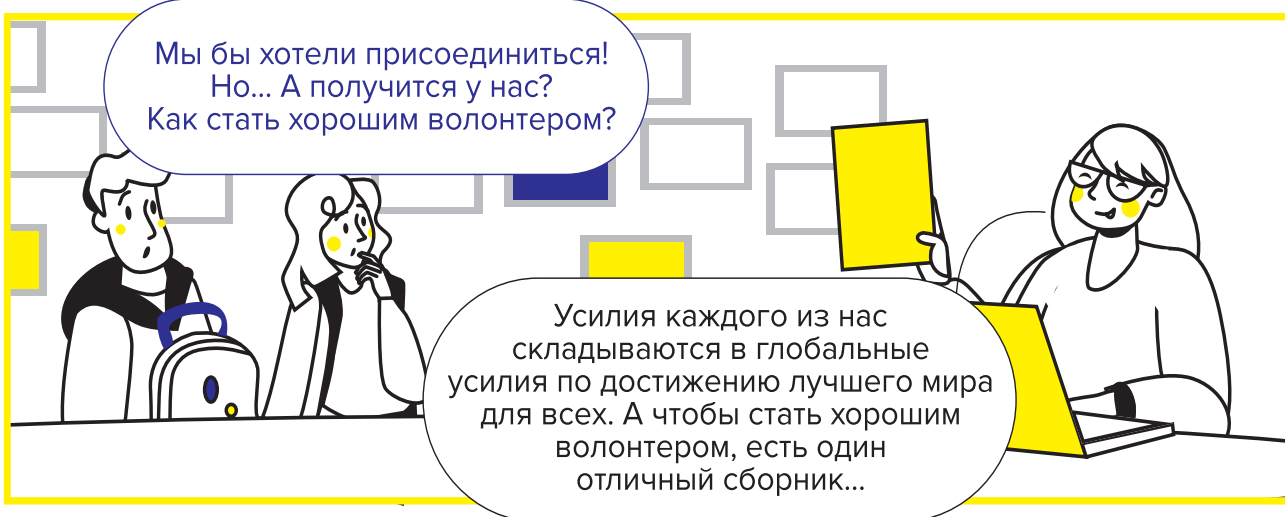 Мы бы хотели присоединиться!
Но... А получится у нас?
Как стать хорошим волонтером?
Усилия каждого из нас
складываются в глобальные
усилия по достижению лучшего мира
для всех. А чтобы стать хорошим
волонтером, есть один
отличный сборник...